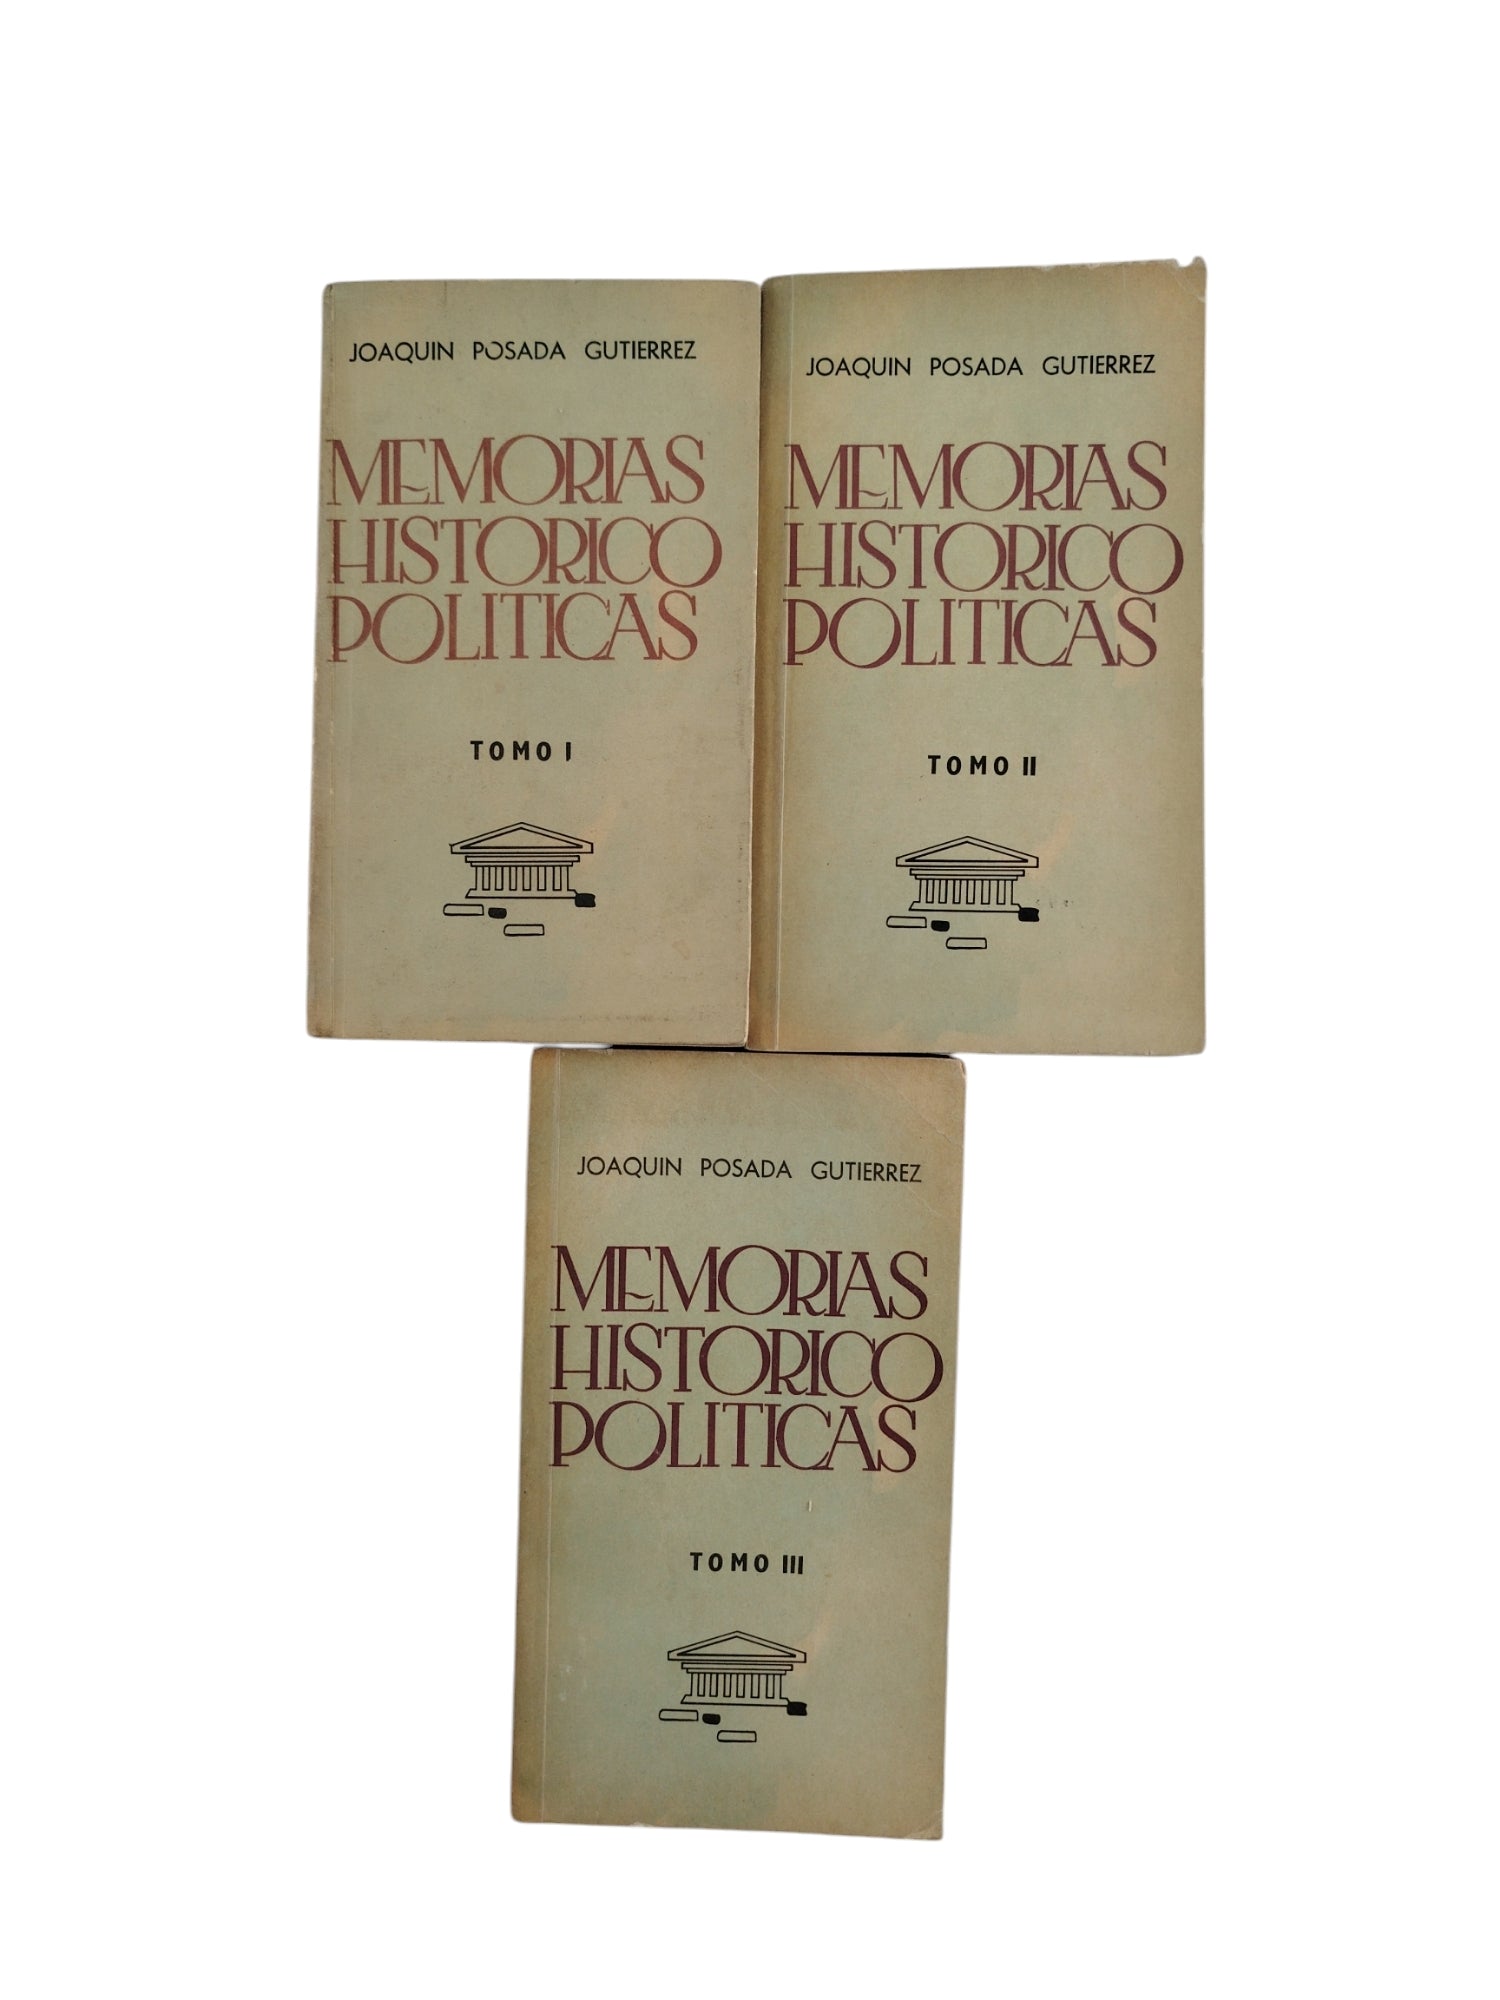 JOAQUIN POSADA GUTIERREZ
MEMORIAS
HISTORICO
POLITICAS
TOMO I
JOAQUIN POSADA GUTIERREZ
MEMORIAS
HISTORICO
POLITICAS
TOMO II
JOAQUIN POSADA GUTIERREZ
MEMORIAS
HISTORICO
POLITICAS
TOMO III